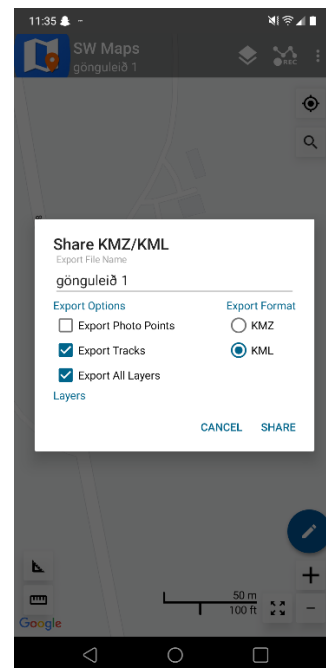 11:35
SW Maps
gönguleið 1
REC
Share KMZ/KML
Export File Name
gönguleið 1
Export Options
Export Format
Export Photo Points
KMZ
Export Tracks
KML
Export All Layers
Layers
CANCEL
SHARE
50 m
100 ft
Google